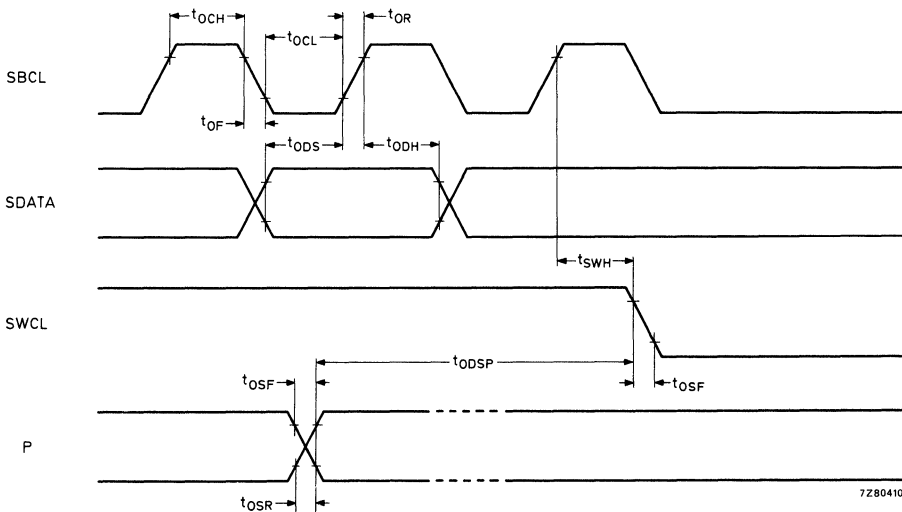 tOCH
tOR
tOCL
SBCL
tOF
tODS
tODH
SDATA
tSWH
SWCL
tODSP
tOSF
tOSF
P
tOSR
7Z80410